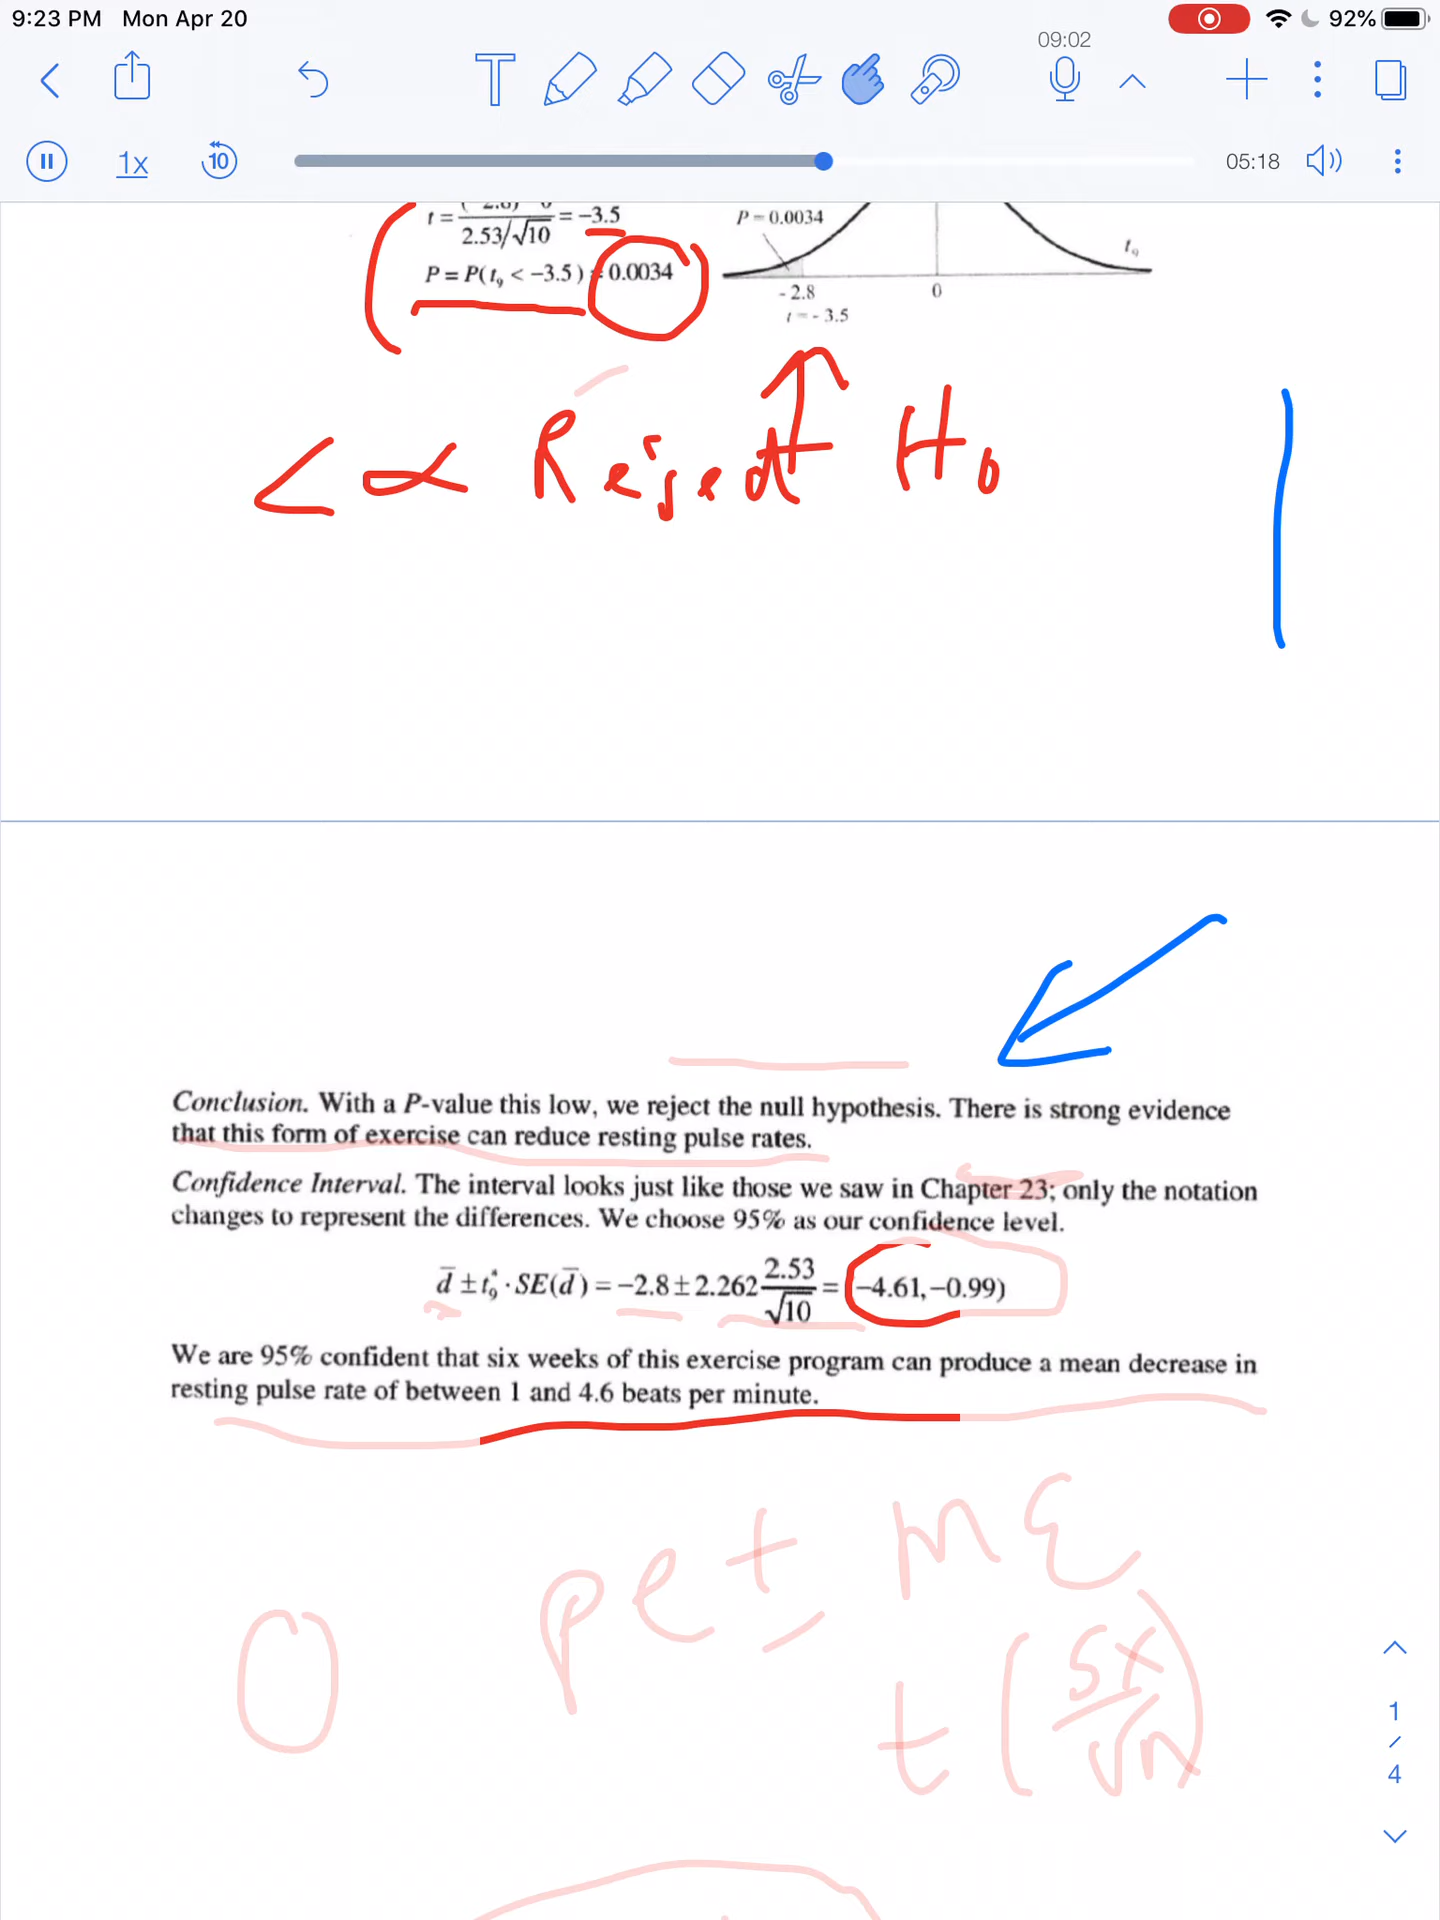 9:23 PM Mon Apr 20
92%
09:02
1x
10
05:18
t = 2.53/√10 = −3.5
P = P(t₉ < −3.5) = 0.0034
P = 0.0034
t₉
- 2.8
0
t = - 3.5
< α Reject H₀
Conclusion. With a P-value this low, we reject the null hypothesis. There is strong evidence
that this form of exercise can reduce resting pulse rates.
Confidence Interval. The interval looks just like those we saw in Chapter 23; only the notation
changes to represent the differences. We choose 95% as our confidence level.
d̄ ± t₉* · SE(d̄) = −2.8 ± 2.262 2.53/√10 = (−4.61, −0.99)
We are 95% confident that six weeks of this exercise program can produce a mean decrease in
resting pulse rate of between 1 and 4.6 beats per minute.
pe ± ME
0
t (Sx/√n)
1
/
4